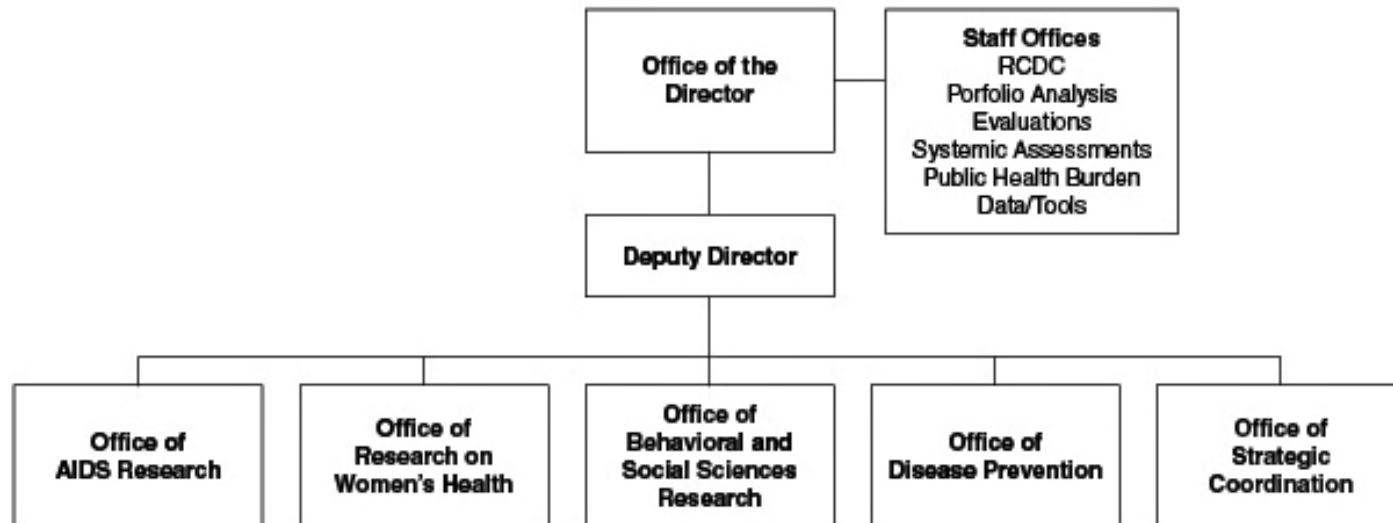 Office of the
Director
Staff Offices
RCDC
Porfolio Analysis
Evaluations
Systemic Assessments
Public Health Burden
Data/Tools
Deputy Director
Office of
AIDS Research
Office of
Research on
Women's Health
Office of
Behavioral and
Social Sciences
Research
Office of
Disease Prevention
Office of
Strategic
Coordination